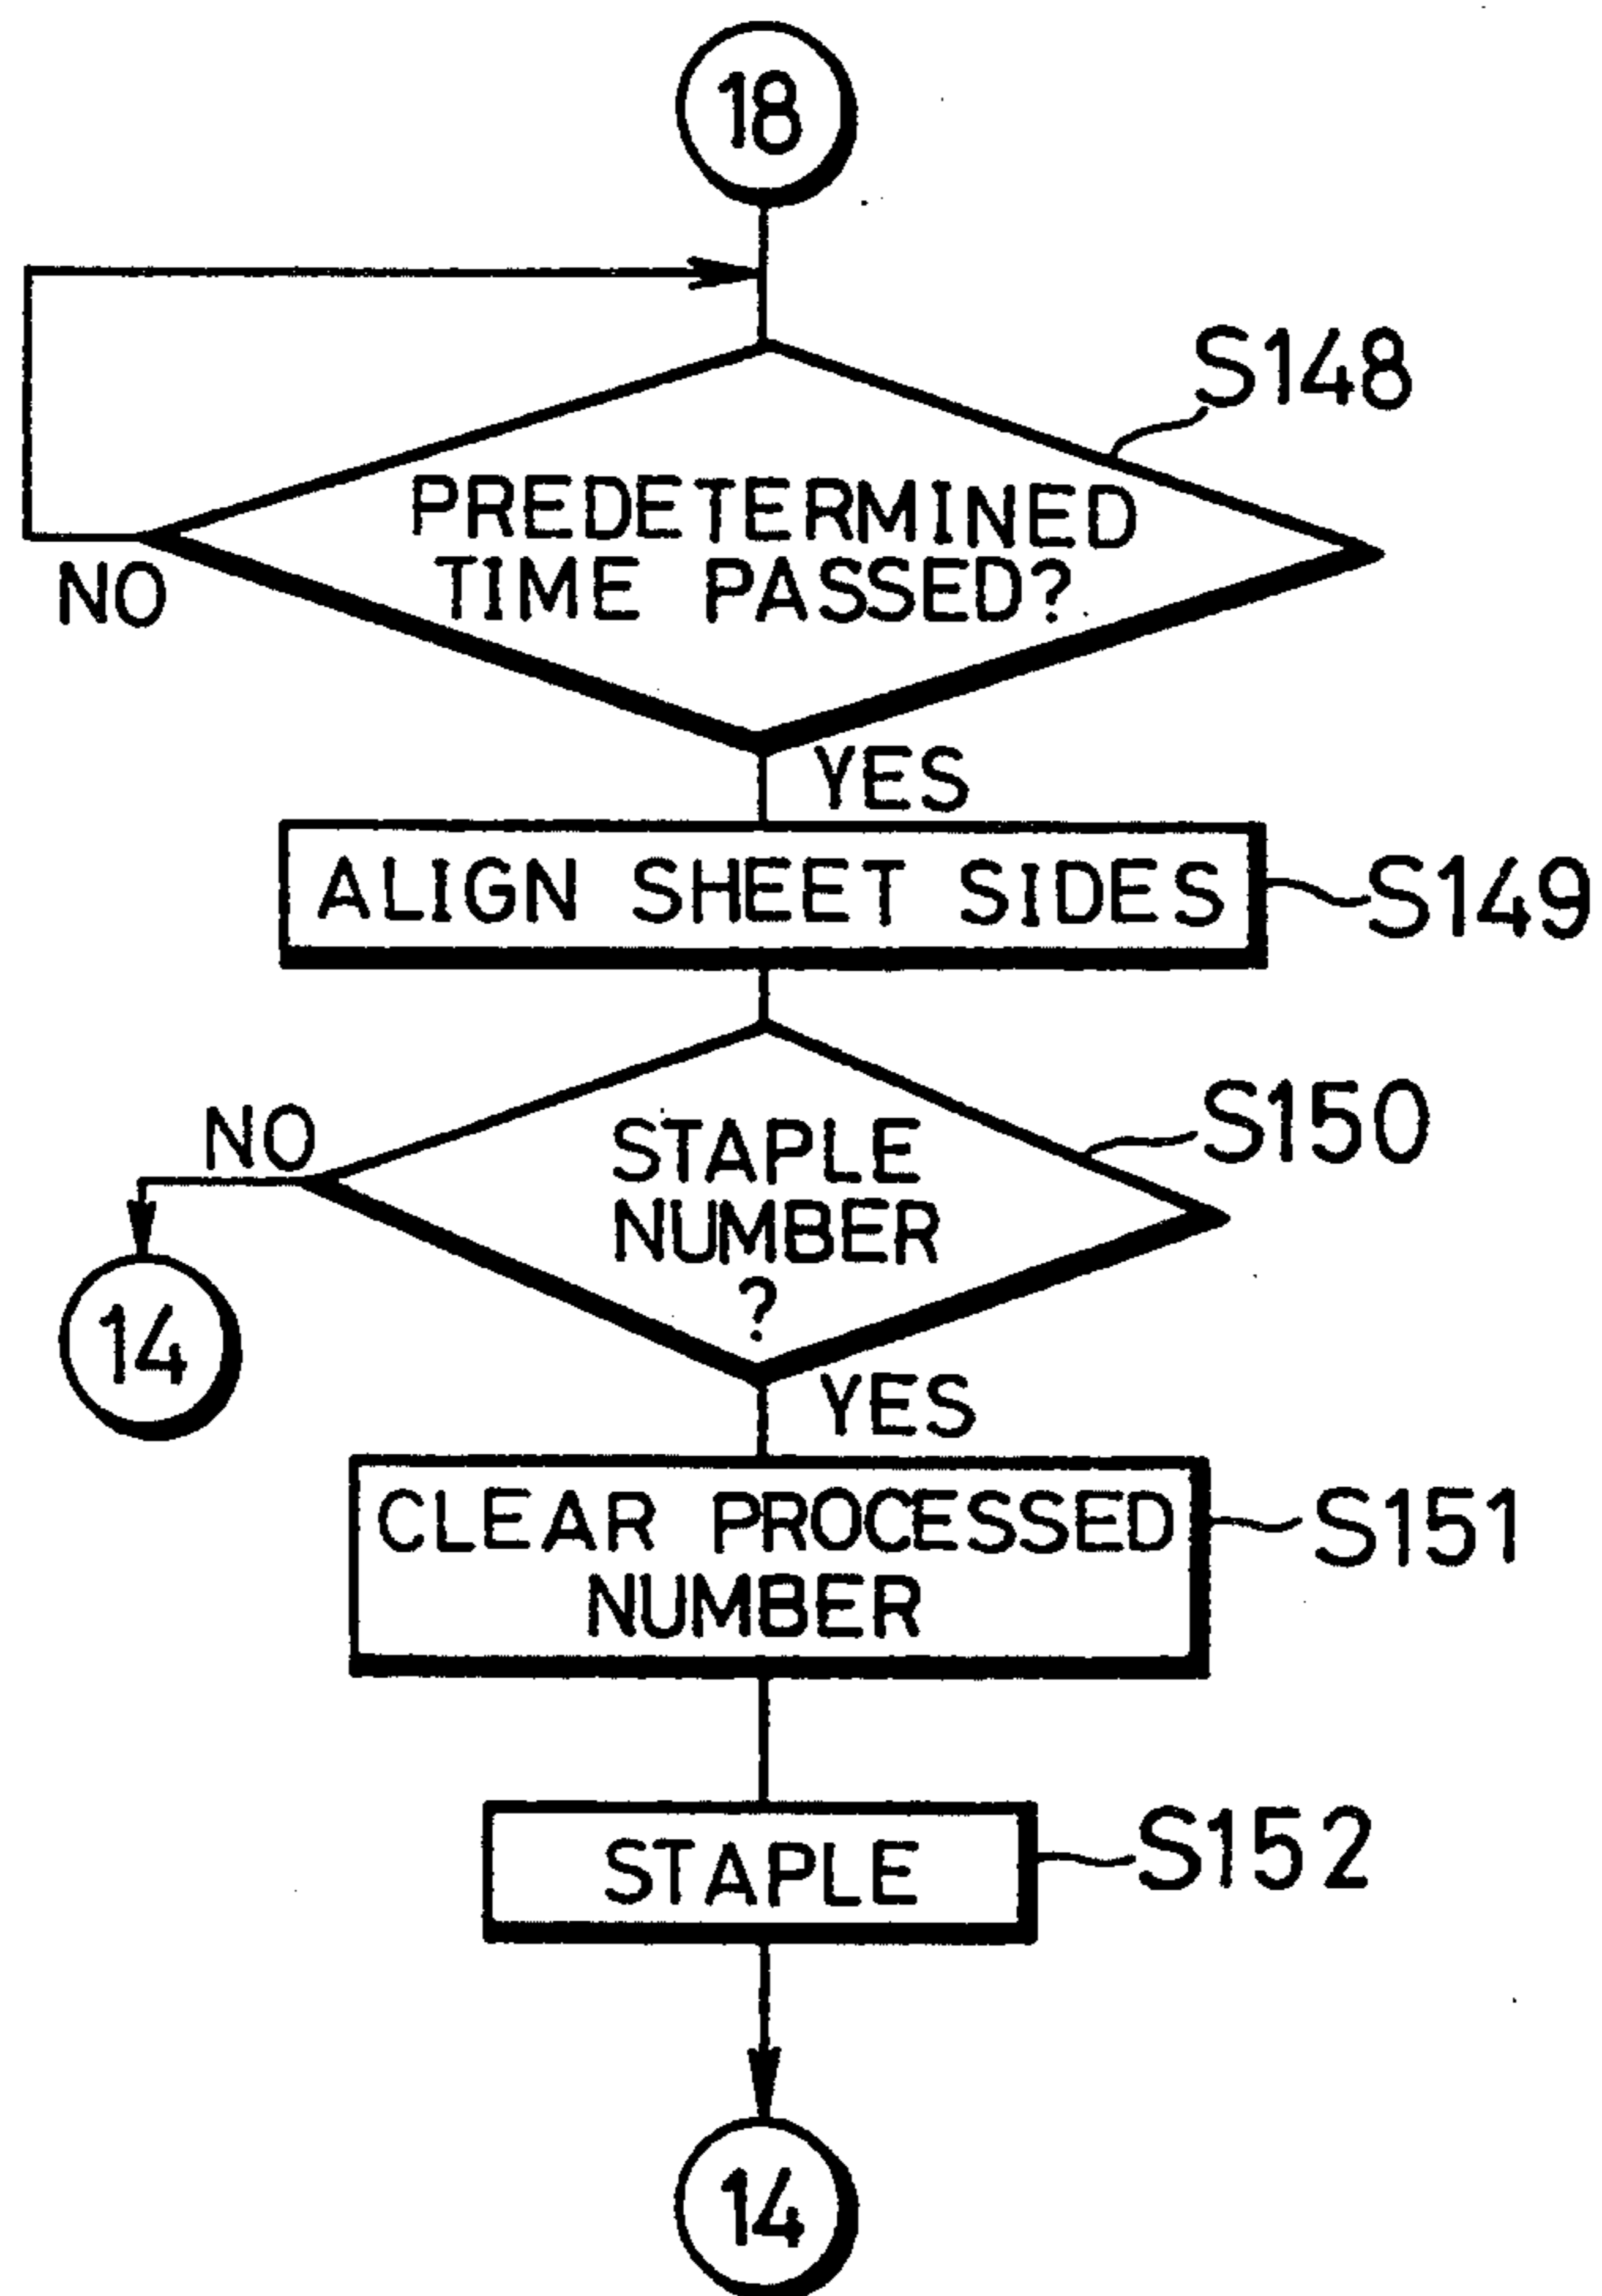 18
S148
PREDETERMINED
TIME PASSED?
NO
YES
ALIGN SHEET SIDES
S149
NO
STAPLE
NUMBER
?
S150
14
YES
CLEAR PROCESSED
NUMBER
S151
STAPLE
S152
14